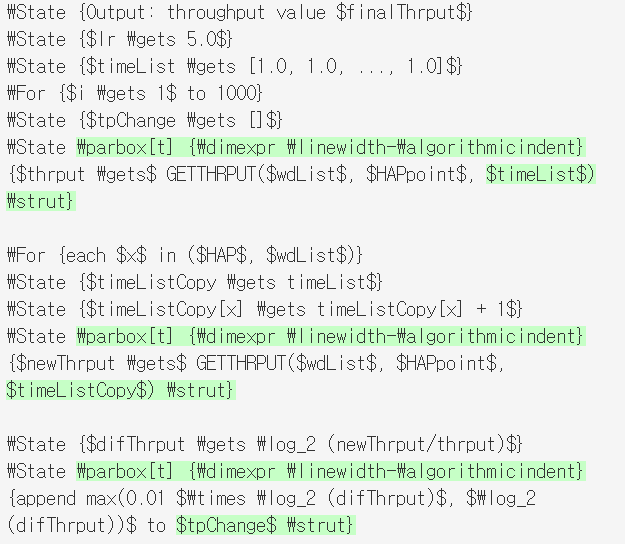 ₩State {Output: throughput value $finalThrput$}
₩State {$lr ₩gets 5.0$}
₩State {$timeList ₩gets [1.0, 1.0, ..., 1.0]$}
₩For {$i ₩gets 1$ to 1000}
₩State {$tpChange ₩gets []$}
₩State ₩parbox[t] {₩dimexpr ₩linewidth-₩algorithmicindent}
{$thrput ₩gets$ GETTHRPUT($wdList$, $HAPpoint$, $timeList$)
₩strut}
₩For {each $x$ in ($HAP$, $wdList$)}
₩State {$timeListCopy ₩gets timeList$}
₩State {$timeListCopy[x] ₩gets timeListCopy[x] + 1$}
₩State ₩parbox[t] {₩dimexpr ₩linewidth-₩algorithmicindent}
{$newThrput ₩gets$ GETTHRPUT($wdList$, $HAPpoint$,
$timeListCopy$) ₩strut}
₩State {$difThrput ₩gets ₩log_2 (newThrput/thrput)$}
₩State ₩parbox[t] {₩dimexpr ₩linewidth-₩algorithmicindent}
{append max(0.01 $₩times ₩log_2 (difThrput)$, $₩log_2
(difThrput))$ to $tpChange$ ₩strut}